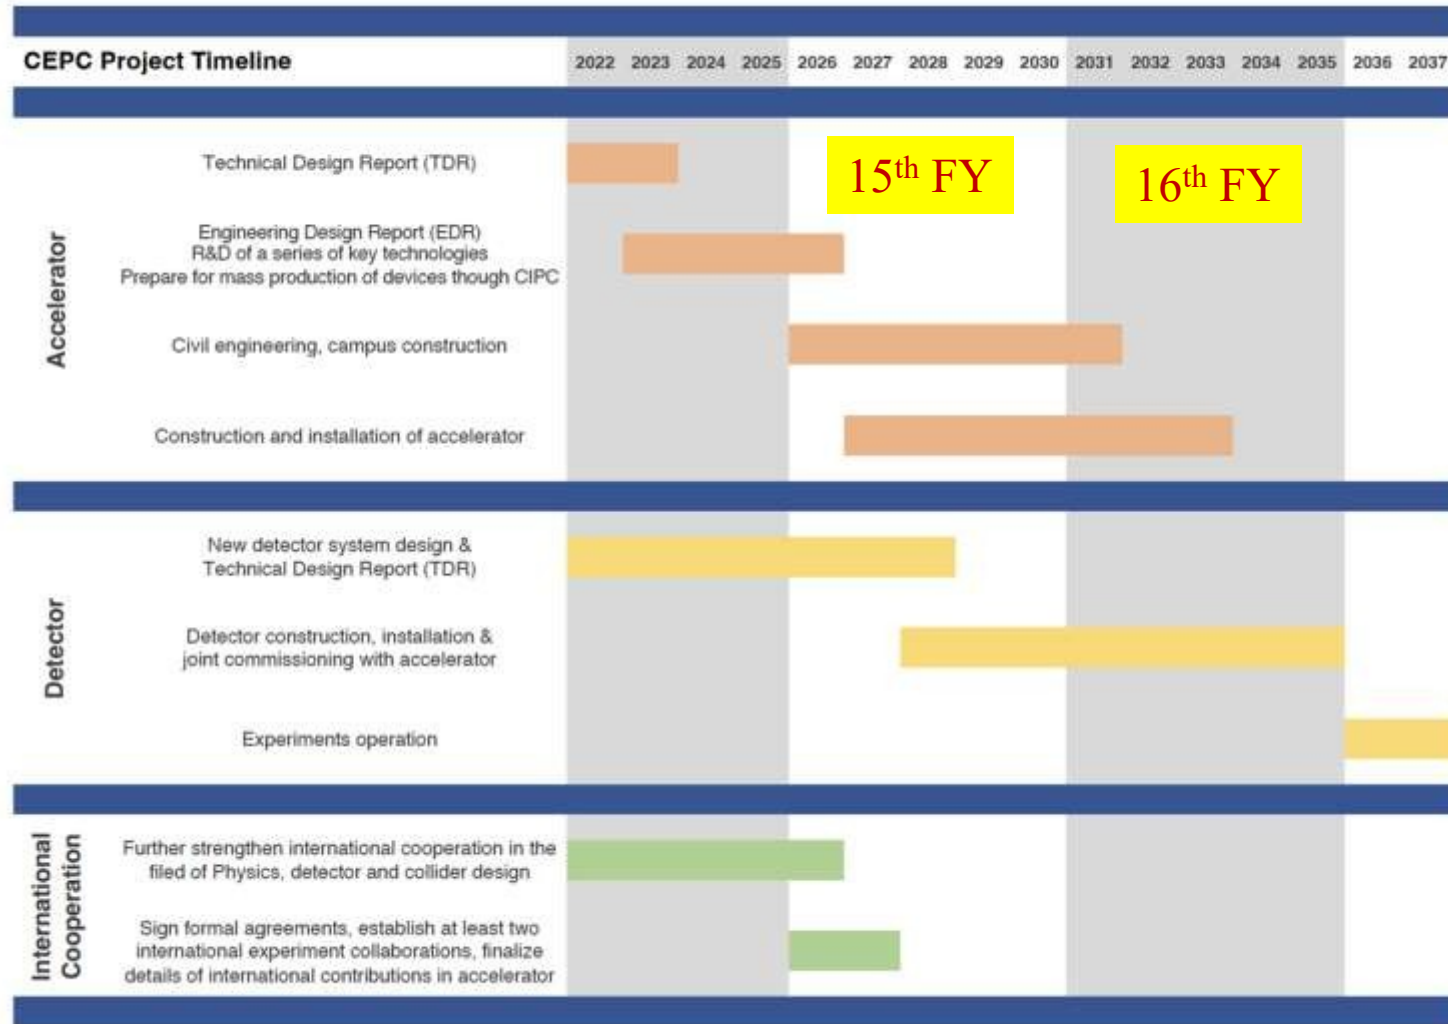 CEPC Project Timeline 2022 2023 2024 2025 2026 2027 2028 2029 2030 2031 2032 2033 2034 2035 2036 2037
Accelerator
Technical Design Report (TDR)
15th FY
16th FY
Engineering Design Report (EDR)
R&D of a series of key technologies
Prepare for mass production of devices though CIPC
Civil engineering, campus construction
Construction and installation of accelerator
Detector
New detector system design &
Technical Design Report (TDR)
Detector construction, installation &
joint commissioning with accelerator
Experiments operation
International
Cooperation
Further strengthen international cooperation in the
filed of Physics, detector and collider design
Sign formal agreements, establish at least two
international experiment collaborations, finalize
details of international contributions in accelerator